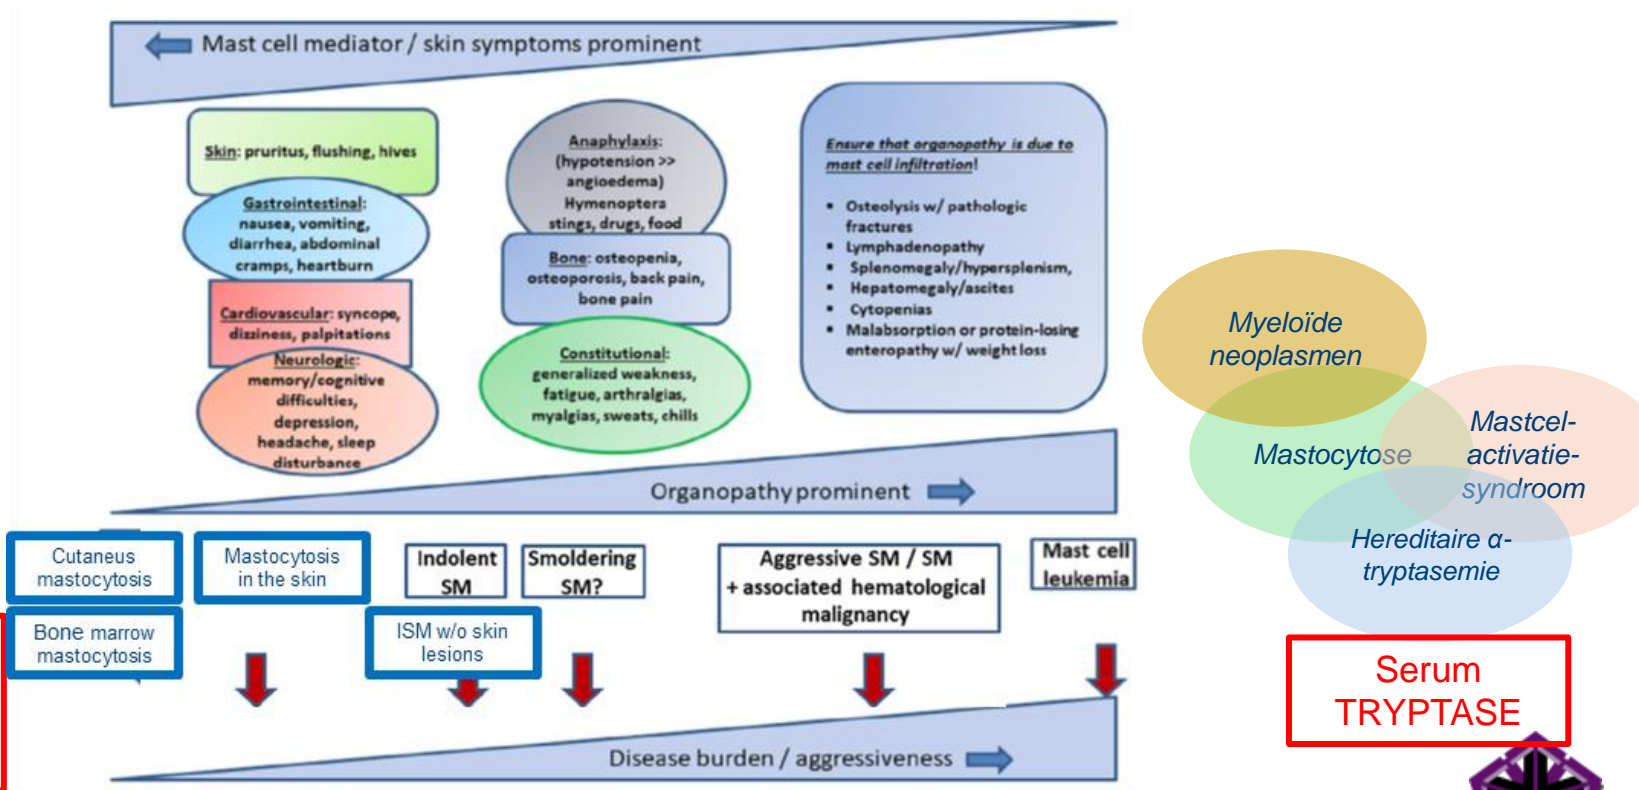 Mast cell mediator / skin symptoms prominent
Skin: pruritus, flushing, hives
Gastrointestinal:
nausea, vomiting,
diarrhea, abdominal
cramps, heartburn
Cardiovascular: syncope,
dizziness, palpitations
Neurologic:
memory/cognitive
difficulties,
depression,
headache, sleep
disturbance
Anaphylaxis:
(hypotension >>
angioedema)
Hymenoptera
stings, drugs, food
Bone: osteopenia,
osteoporosis, back pain,
bone pain
Constitutional:
generalized weakness,
fatigue, arthralgias,
myalgias, sweats, chills
Ensure that organopathy is due to
mast cell infiltration!
▪ Osteolysis w/ pathologic
fractures
▪ Lymphadenopathy
▪ Splenomegaly/hypersplenism,
▪ Hepatomegaly/ascites
▪ Cytopenias
▪ Malabsorption or protein-losing
enteropathy w/ weight loss
Organopathy prominent
Cutaneus
mastocytosis
Mastocytosis
in the skin
Indolent
SM
Smoldering
SM?
Aggressive SM / SM
+ associated hematological
malignancy
Mast cell
leukemia
Bone marrow
mastocytosis
ISM w/o skin
lesions
Disease burden / aggressiveness
Myeloïde
neoplasmen
Mastocytose
Mastcel-
activatie-
syndroom
Hereditaire α-
tryptasemie
Serum
TRYPTASE